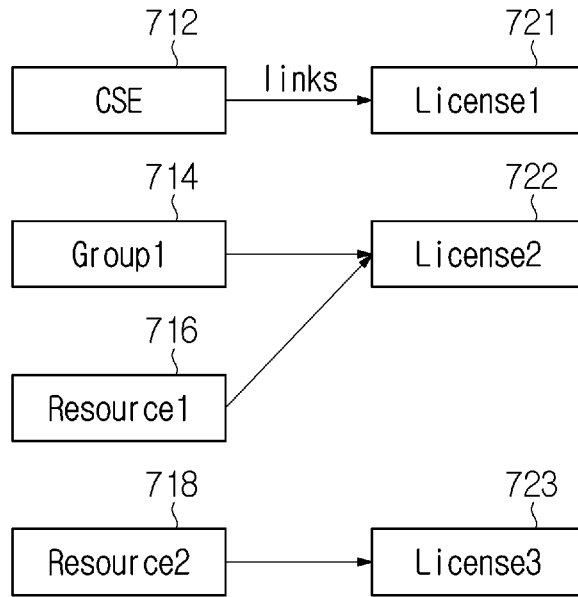 712
721
CSE
links
License1
714
722
Group1
License2
716
Resource1
718
723
Resource2
License3